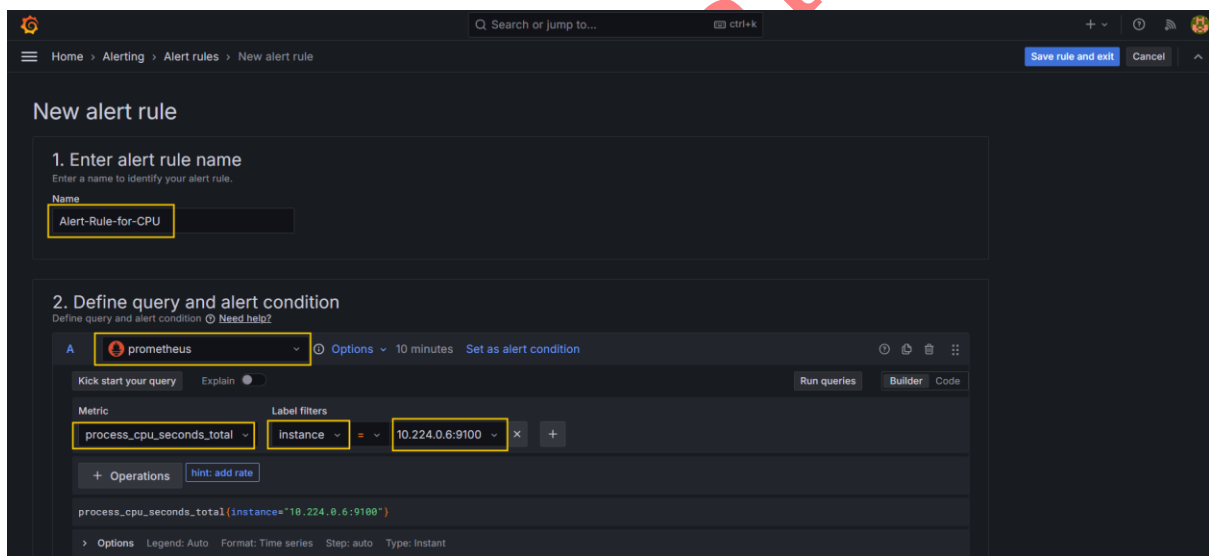 Search or jump to... ctrl+k
Home > Alerting > Alert rules > New alert rule Save rule and exit Cancel
New alert rule
1. Enter alert rule name
Enter a name to identify your alert rule.
Name
Alert-Rule-for-CPU
2. Define query and alert condition
Define query and alert condition Need help?
A prometheus Options 10 minutes Set as alert condition
Kick start your query Explain Run queries Builder Code
Metric Label filters
process_cpu_seconds_total instance = 10.224.0.6:9100 × +
+ Operations hint: add rate
process_cpu_seconds_total{instance="10.224.0.6:9100"}
> Options Legend: Auto Format: Time series Step: auto Type: Instant